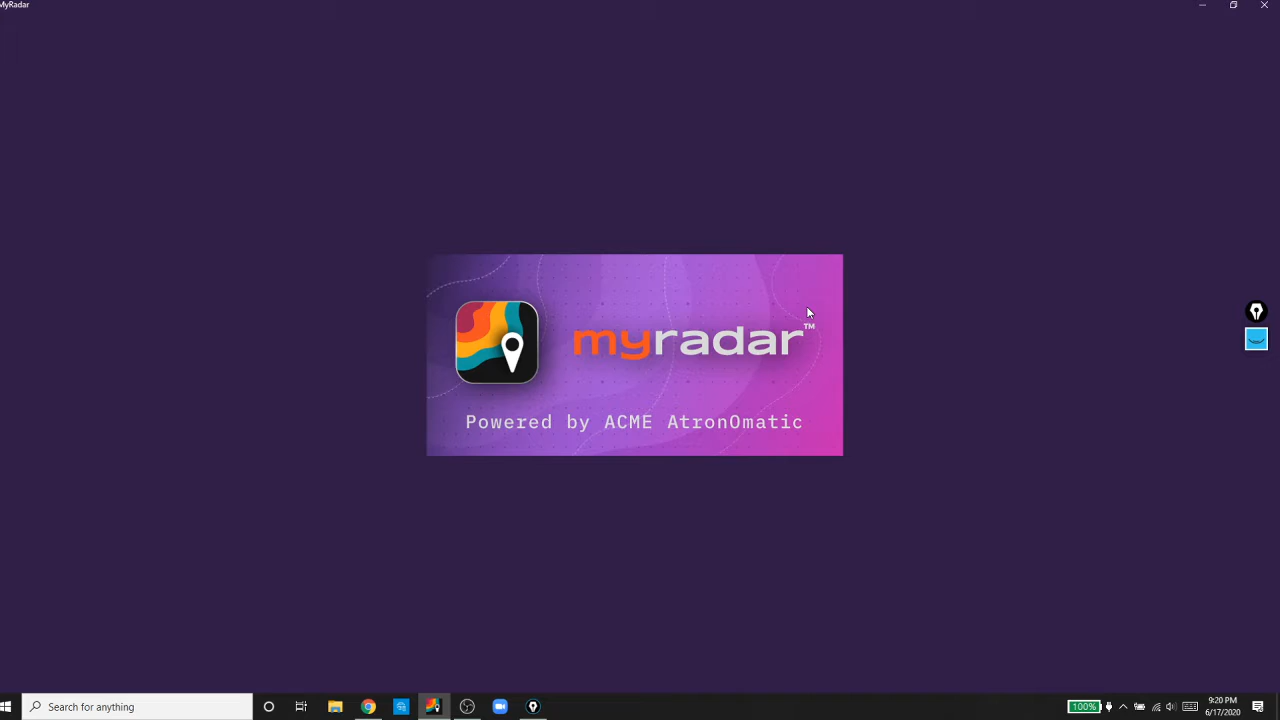 MyRadar
myradar™
Powered by ACME AtronOmatic
Search for anything
100%
9:20 PM
6/17/2020